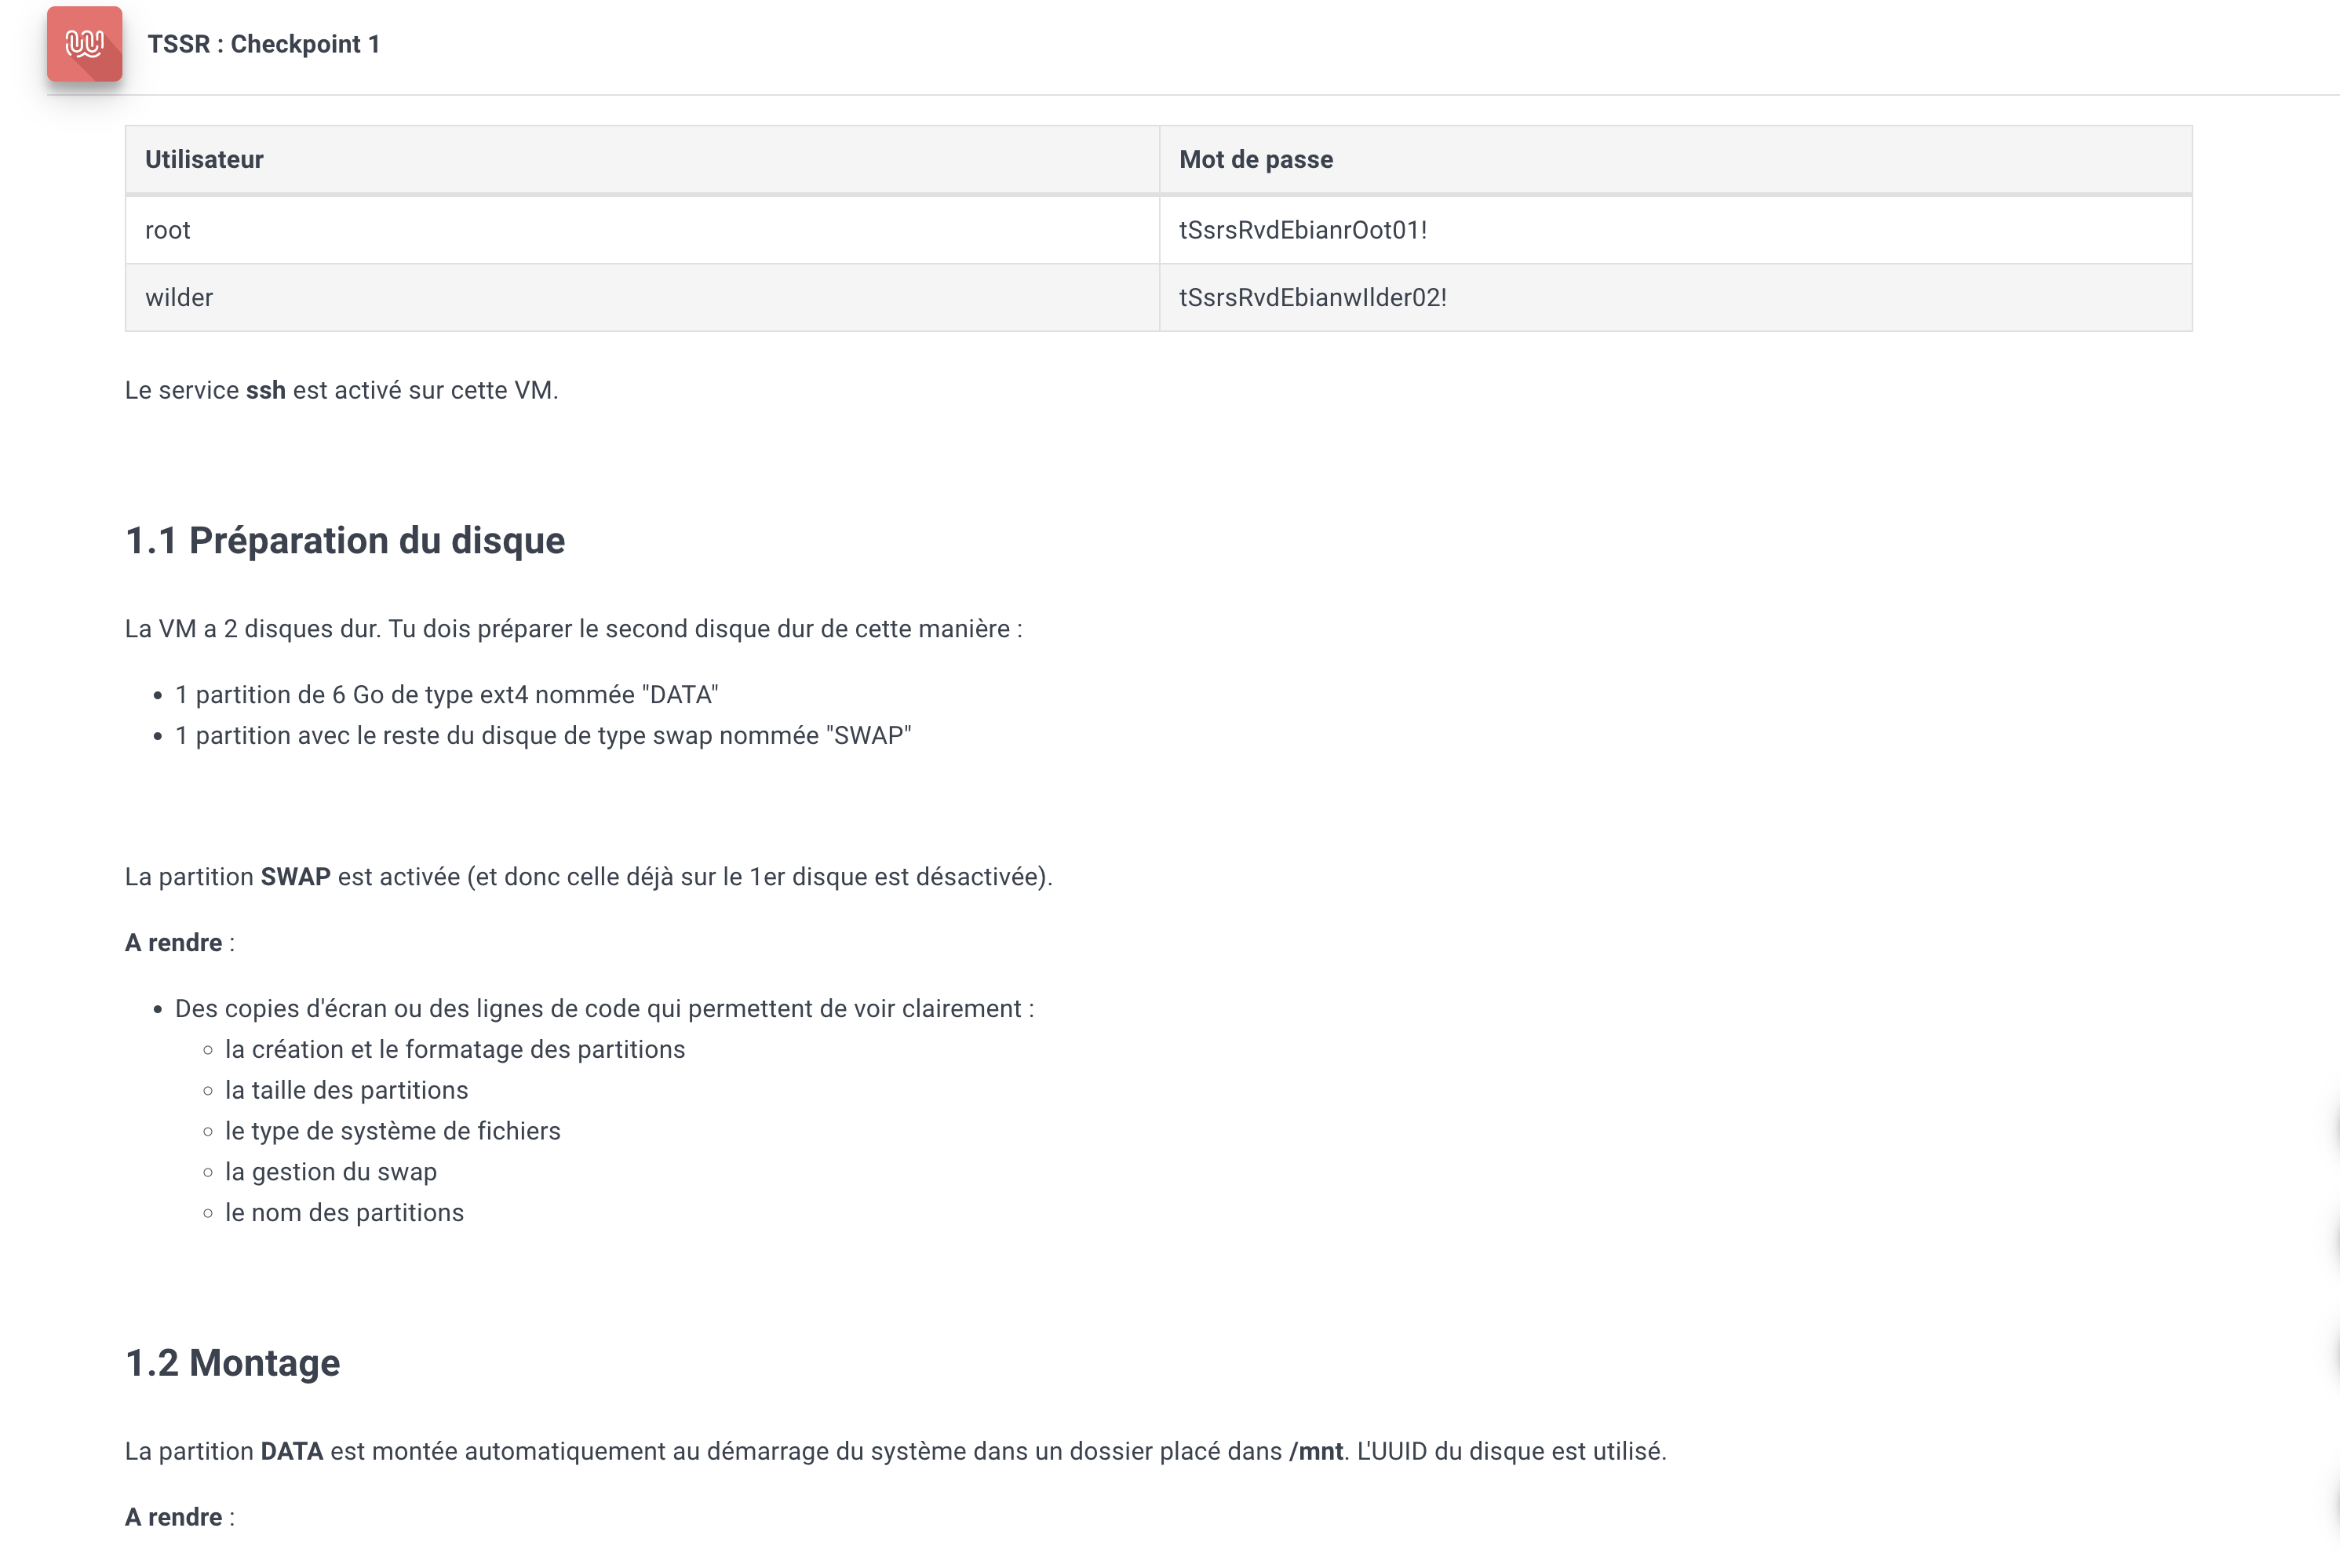 TSSR : Checkpoint 1
Utilisateur Mot de passe
root tSsrsRvdEbianrOot01!
wilder tSsrsRvdEbianwIlder02!
Le service ssh est activé sur cette VM.
1.1 Préparation du disque
La VM a 2 disques dur. Tu dois préparer le second disque dur de cette manière :
• 1 partition de 6 Go de type ext4 nommée "DATA"
• 1 partition avec le reste du disque de type swap nommée "SWAP"
La partition SWAP est activée (et donc celle déjà sur le 1er disque est désactivée).
A rendre :
• Des copies d'écran ou des lignes de code qui permettent de voir clairement :
◦ la création et le formatage des partitions
◦ la taille des partitions
◦ le type de système de fichiers
◦ la gestion du swap
◦ le nom des partitions
1.2 Montage
La partition DATA est montée automatiquement au démarrage du système dans un dossier placé dans /mnt. L'UUID du disque est utilisé.
A rendre :